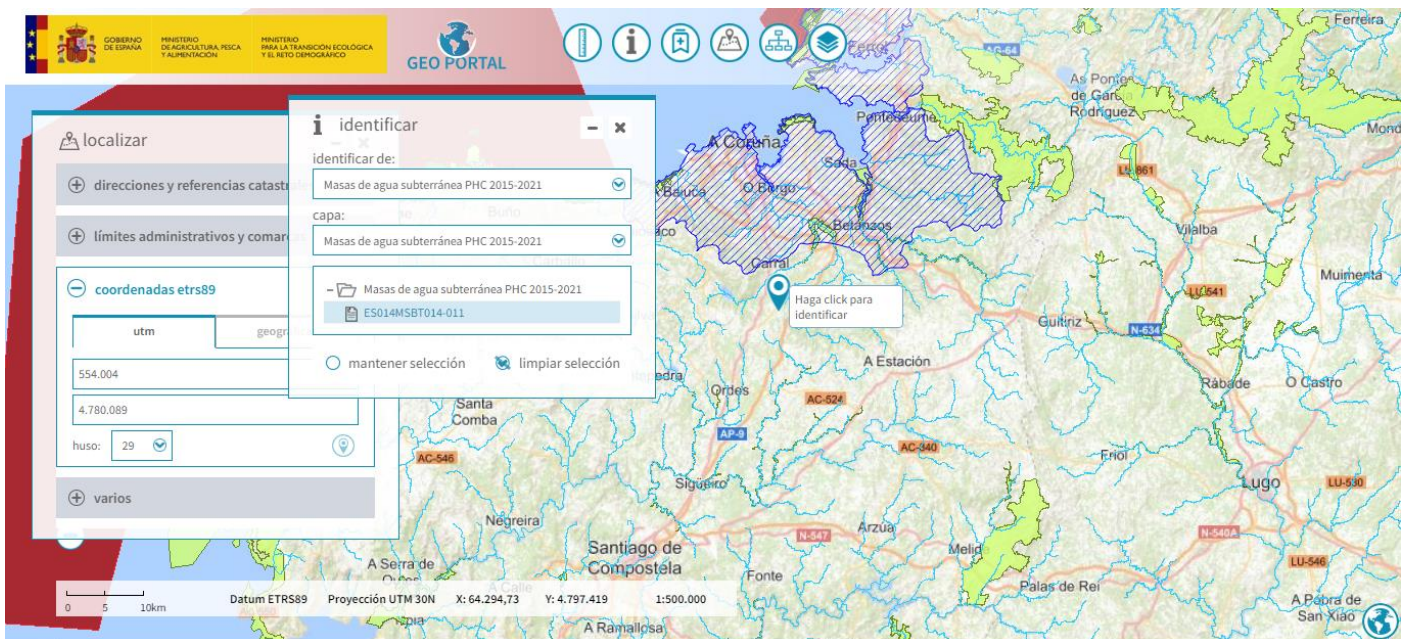 GOBIERNO
DE ESPAÑA
MINISTERIO
DE AGRICULTURA, PESCA
Y ALIMENTACIÓN
MINISTERIO
PARA LA TRANSICIÓN ECOLÓGICA
Y EL RETO DEMOGRÁFICO
GEO PORTAL
localizar
direcciones y referencias
límites administrativos y
coordenadas etrs89
utm
554.004
4.780.089
huso: 29
varios
identificar
identificar de:
Masas de agua subterránea PHC 2015-2021
capa:
Masas de agua subterránea PHC 2015-2021
Masas de agua subterránea PHC 2015-2021
ES014MSBT014-011
mantener selección
limpiar selección
Haga click para
identificar
Ferrol
AG-64
Ferreira
As Pontes
de García
Rodríguez
Pontedeume
A Coruña
Sada
O Burgo
Betanzos
Carral
LU-861
Vilalba
Muimenta
LU-541
Guitiriz
N-634
A Estación
Rábade
O Castro
Ordes
AC-524
AP-9
AC-340
Friol
Lugo
LU-530
Santa
Comba
AC-546
Sigüeiro
Negreira
Santiago de
Compostela
N-547
Arzúa
Melide
N-540A
LU-546
Fonte
Palas de Rei
A Serra de
A Pobra de
San Xiao
A Ramallosa
0 5 10km
Datum ETRS89 Proyección UTM 30N X: 64.294,73 Y: 4.797.419 1:500.000